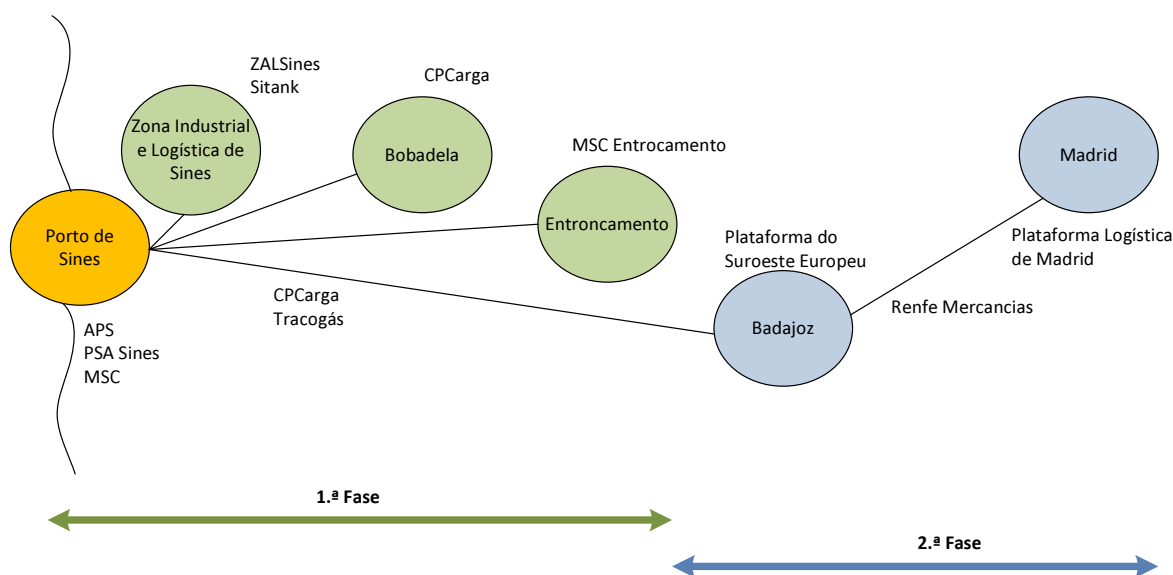 ZALSines
Sitank
Zona Industrial
e Logística de
Sines
CPCarga
Bobadela
MSC Entrocamento
Entroncamento
Madrid
Plataforma Logística
de Madrid
Porto de
Sines
Plataforma do
Suroeste Europeu
Badajoz
Renfe Mercancias
CPCarga
Tracogás
APS
PSA Sines
MSC
1.ª Fase
2.ª Fase